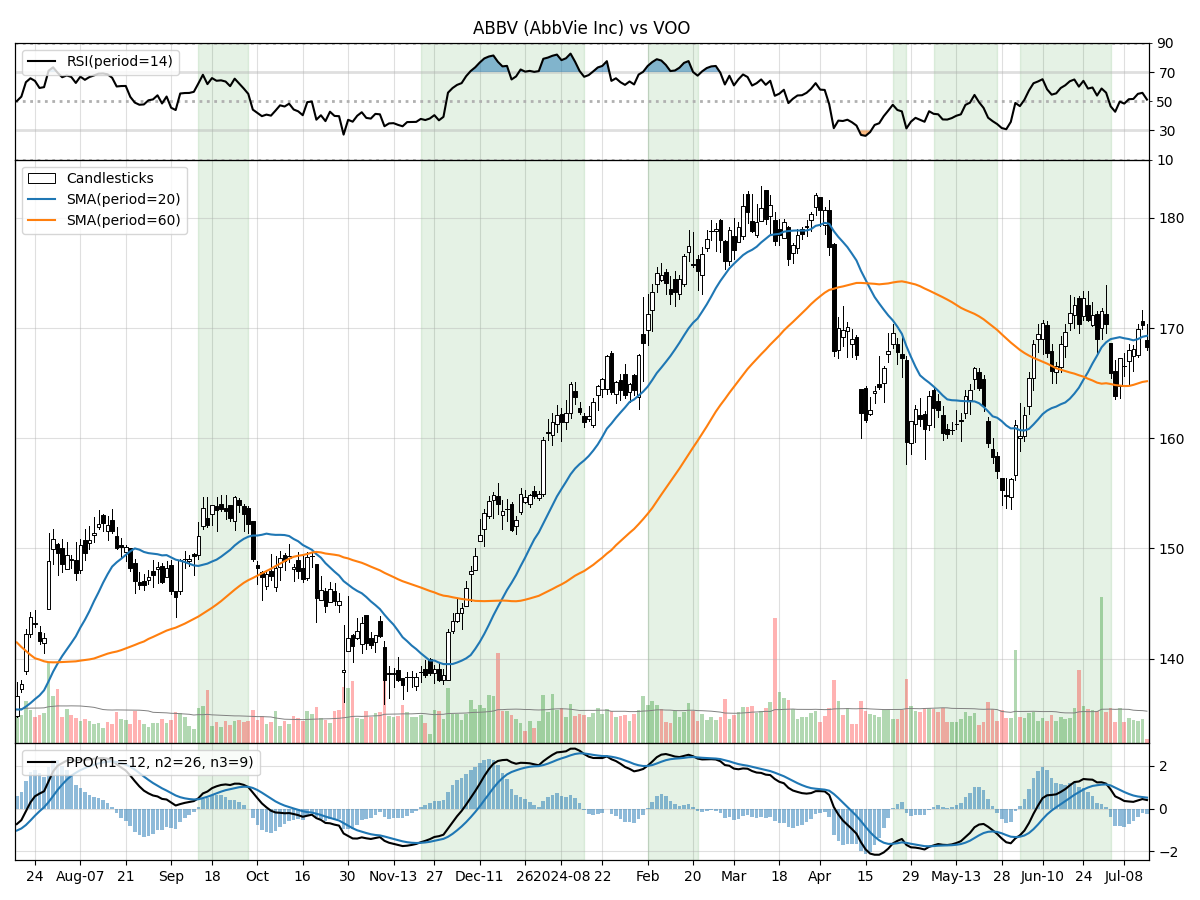 ABBV (AbbVie Inc) vs VOO
RSI(period=14)
90
70
50
30
10
Candlesticks
SMA(period=20)
SMA(period=60)
180
170
160
150
140
PPO(n1=12, n2=26, n3=9)
2
0
−2
24 Aug-07 21 Sep 18 Oct 16 30 Nov-13 27 Dec-11 26 2024-08 22 Feb 20 Mar 18 Apr 15 29 May-13 28 Jun-10 24 Jul-08